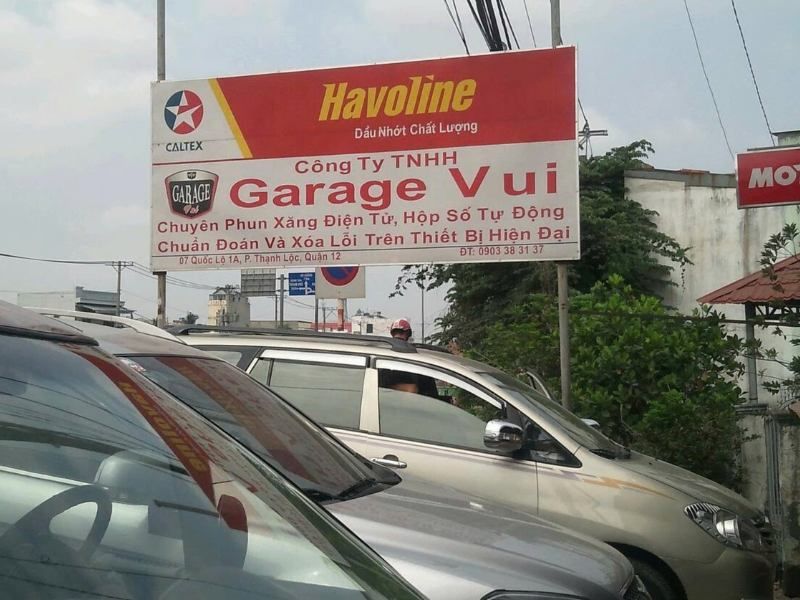 Havoline
Dầu Nhớt Chất Lượng
CALTEX
Công Ty TNHH
GARAGE
Garage Vui
Chuyên Phun Xăng Điện Tử, Hộp Số Tự Động
Chuẩn Đoán Và Xóa Lỗi Trên Thiết Bị Hiện Đại
07 Quốc Lộ 1A, P. Thạnh Lộc, Quận 12
ĐT: 0903 38 31 37
MOT
Havoline